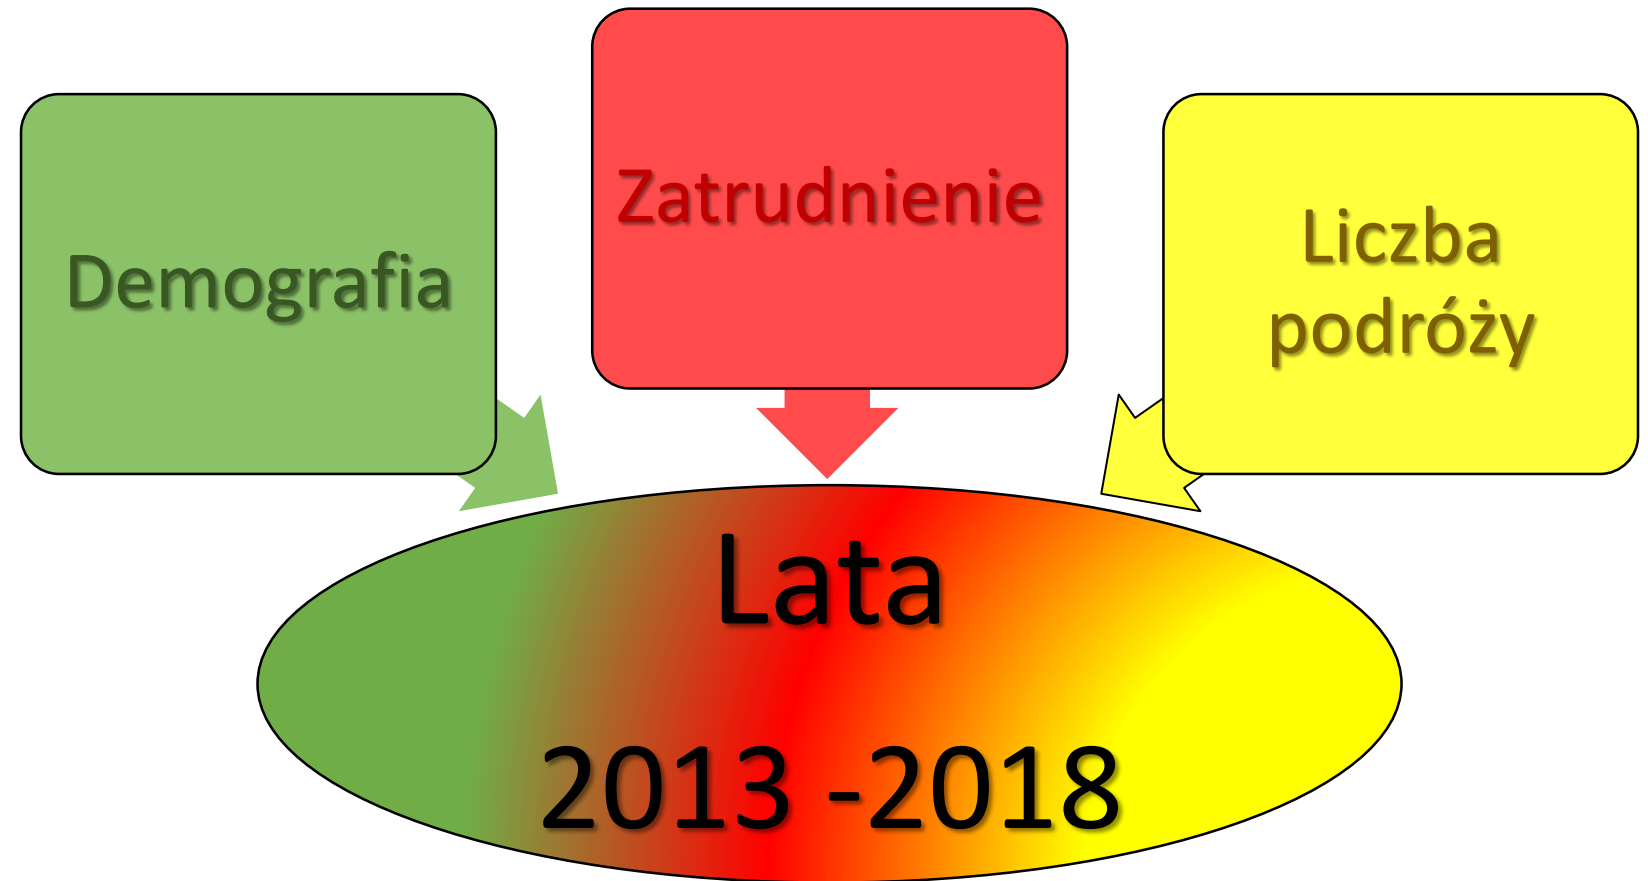 Demografia
Zatrudnienie
Liczba
podróży
Lata
2013 -2018